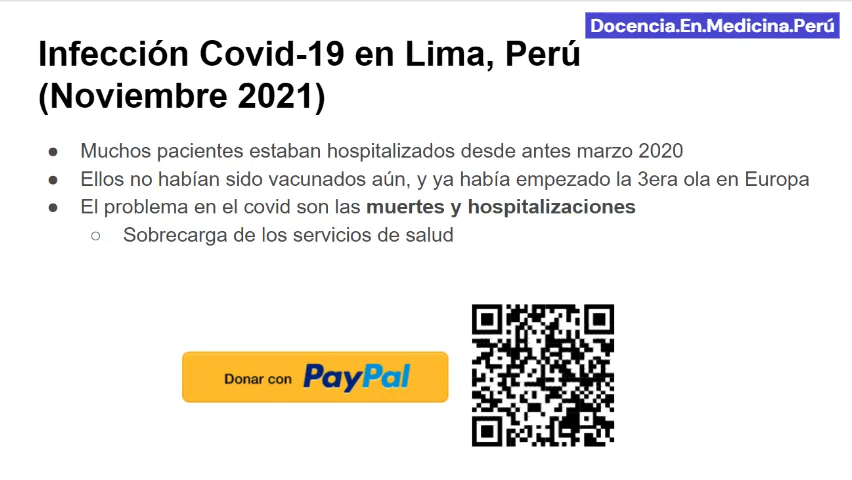 Docencia.En.Medicina.Perú
Infección Covid-19 en Lima, Perú
(Noviembre 2021)
● Muchos pacientes estaban hospitalizados desde antes marzo 2020
● Ellos no habían sido vacunados aún, y ya había empezado la 3era ola en Europa
● El problema en el covid son las muertes y hospitalizaciones
○ Sobrecarga de los servicios de salud
Donar con PayPal